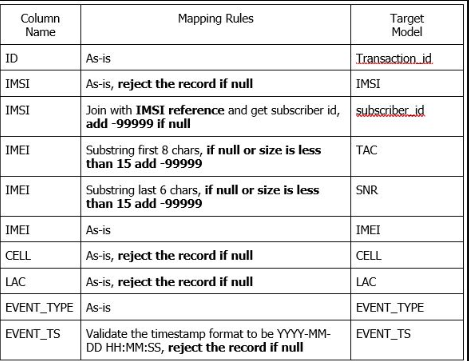 Column Name Mapping Rules Target Model
ID As-is Transaction_id
IMSI As-is, reject the record if null IMSI
IMSI Join with IMSI reference and get subscriber id, subscriber_id
add -99999 if null
IMEI Substring first 8 chars, if null or size is less TAC
than 15 add -99999
IMEI Substring last 6 chars, if null or size is less SNR
than 15 add -99999
IMEI As-is IMEI
CELL As-is, reject the record if null CELL
LAC As-is, reject the record if null LAC
EVENT_TYPE As-is EVENT_TYPE
EVENT_TS Validate the timestamp format to be YYYY-MM- EVENT_TS
DD HH:MM:SS, reject the record if null